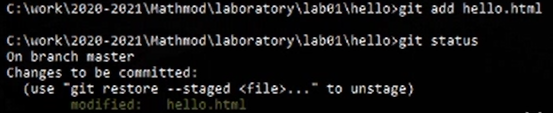 C:\work\2020-2021\Mathmod\laboratory\lab01\hello>git add hello.html
C:\work\2020-2021\Mathmod\laboratory\lab01\hello>git status
On branch master
Changes to be committed:
  (use "git restore --staged <file>..." to unstage)
        modified:   hello.html